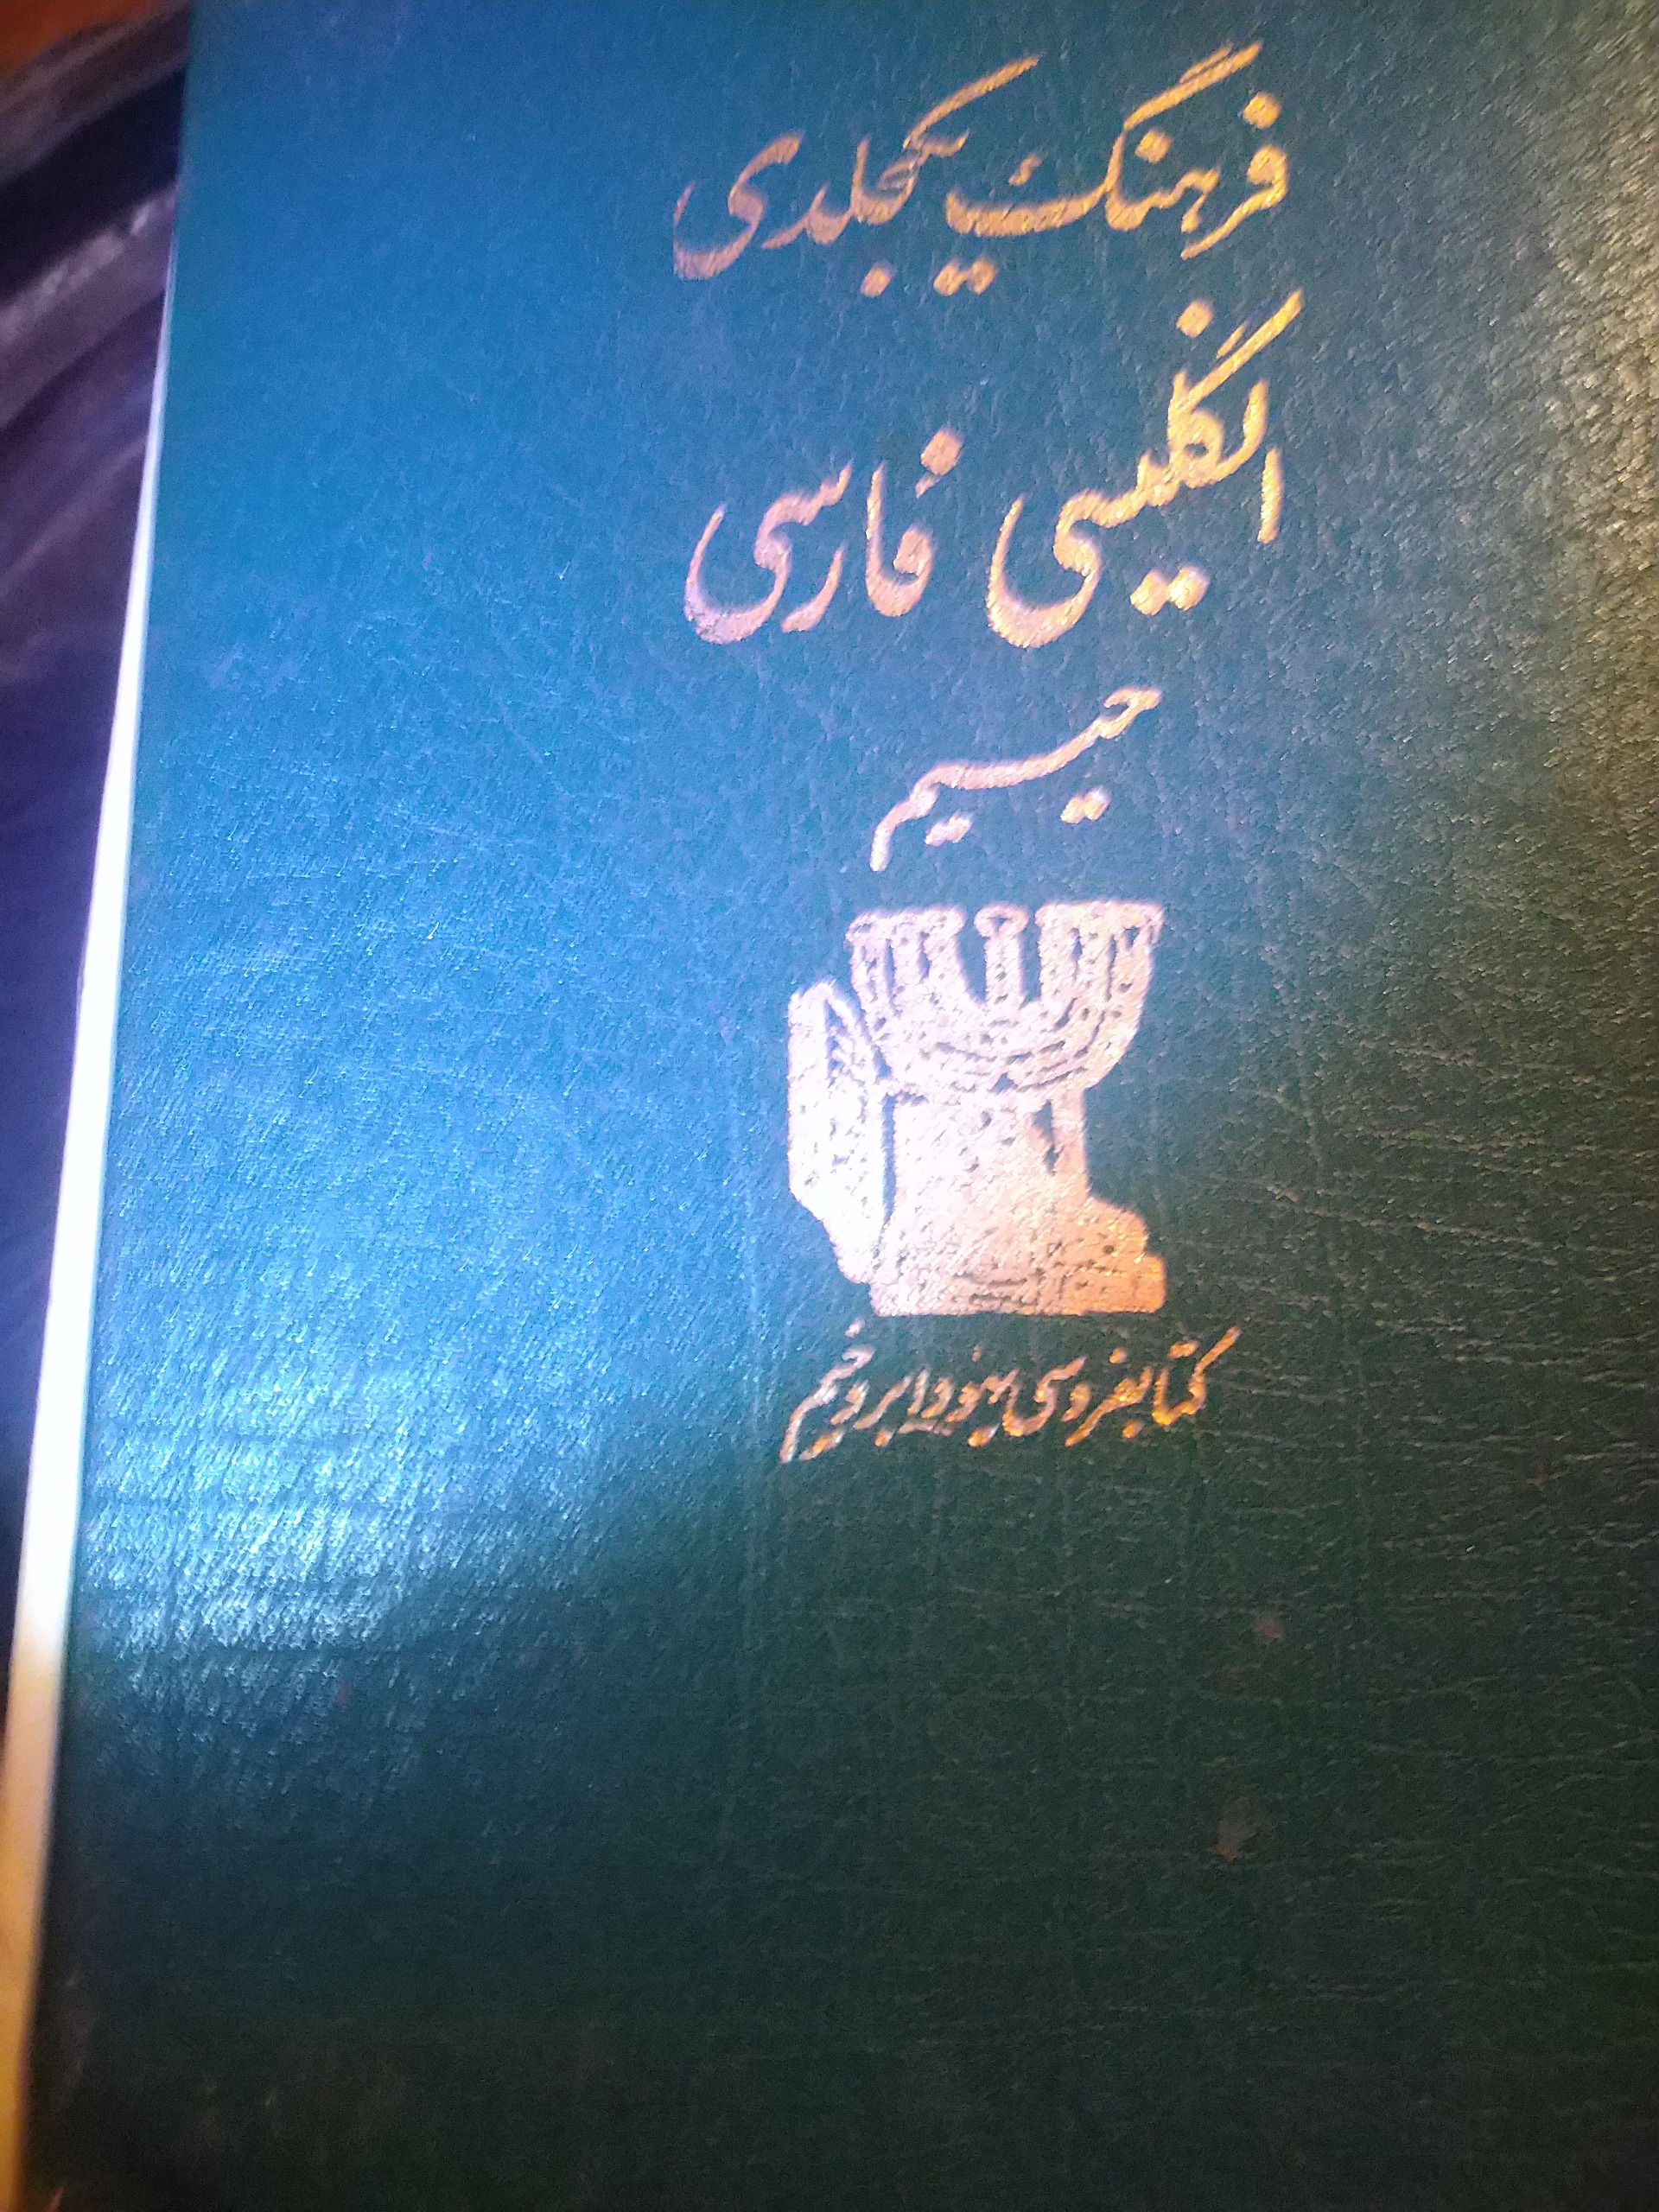 فرهنگ یکجلدی
انگلیسی فارسی
حییم
کتابفروشی یهودا بروخیم